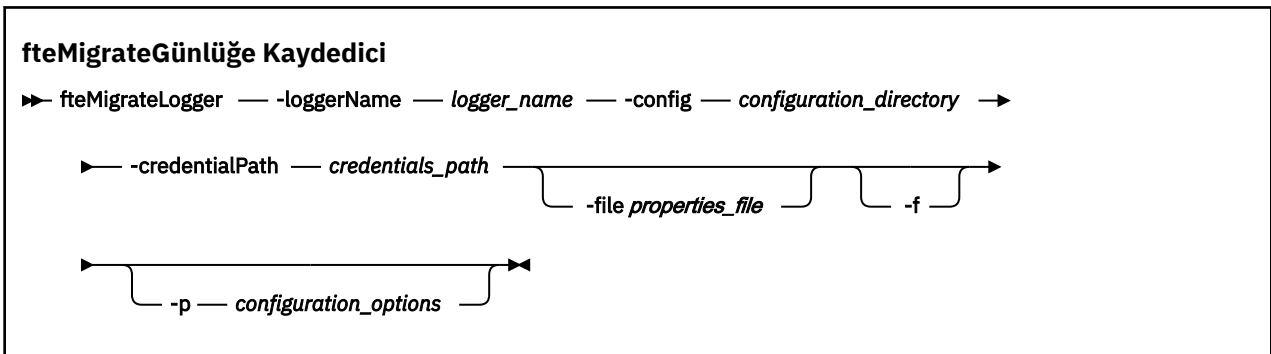 fteMigrateGünlüğe Kaydedici
fteMigrateLogger -loggerName logger_name -config configuration_directory
-credentialPath credentials_path
-file properties_file -f
-p configuration_options